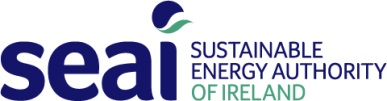 seai
SUSTAINABLE
ENERGY AUTHORITY
OF IRELAND